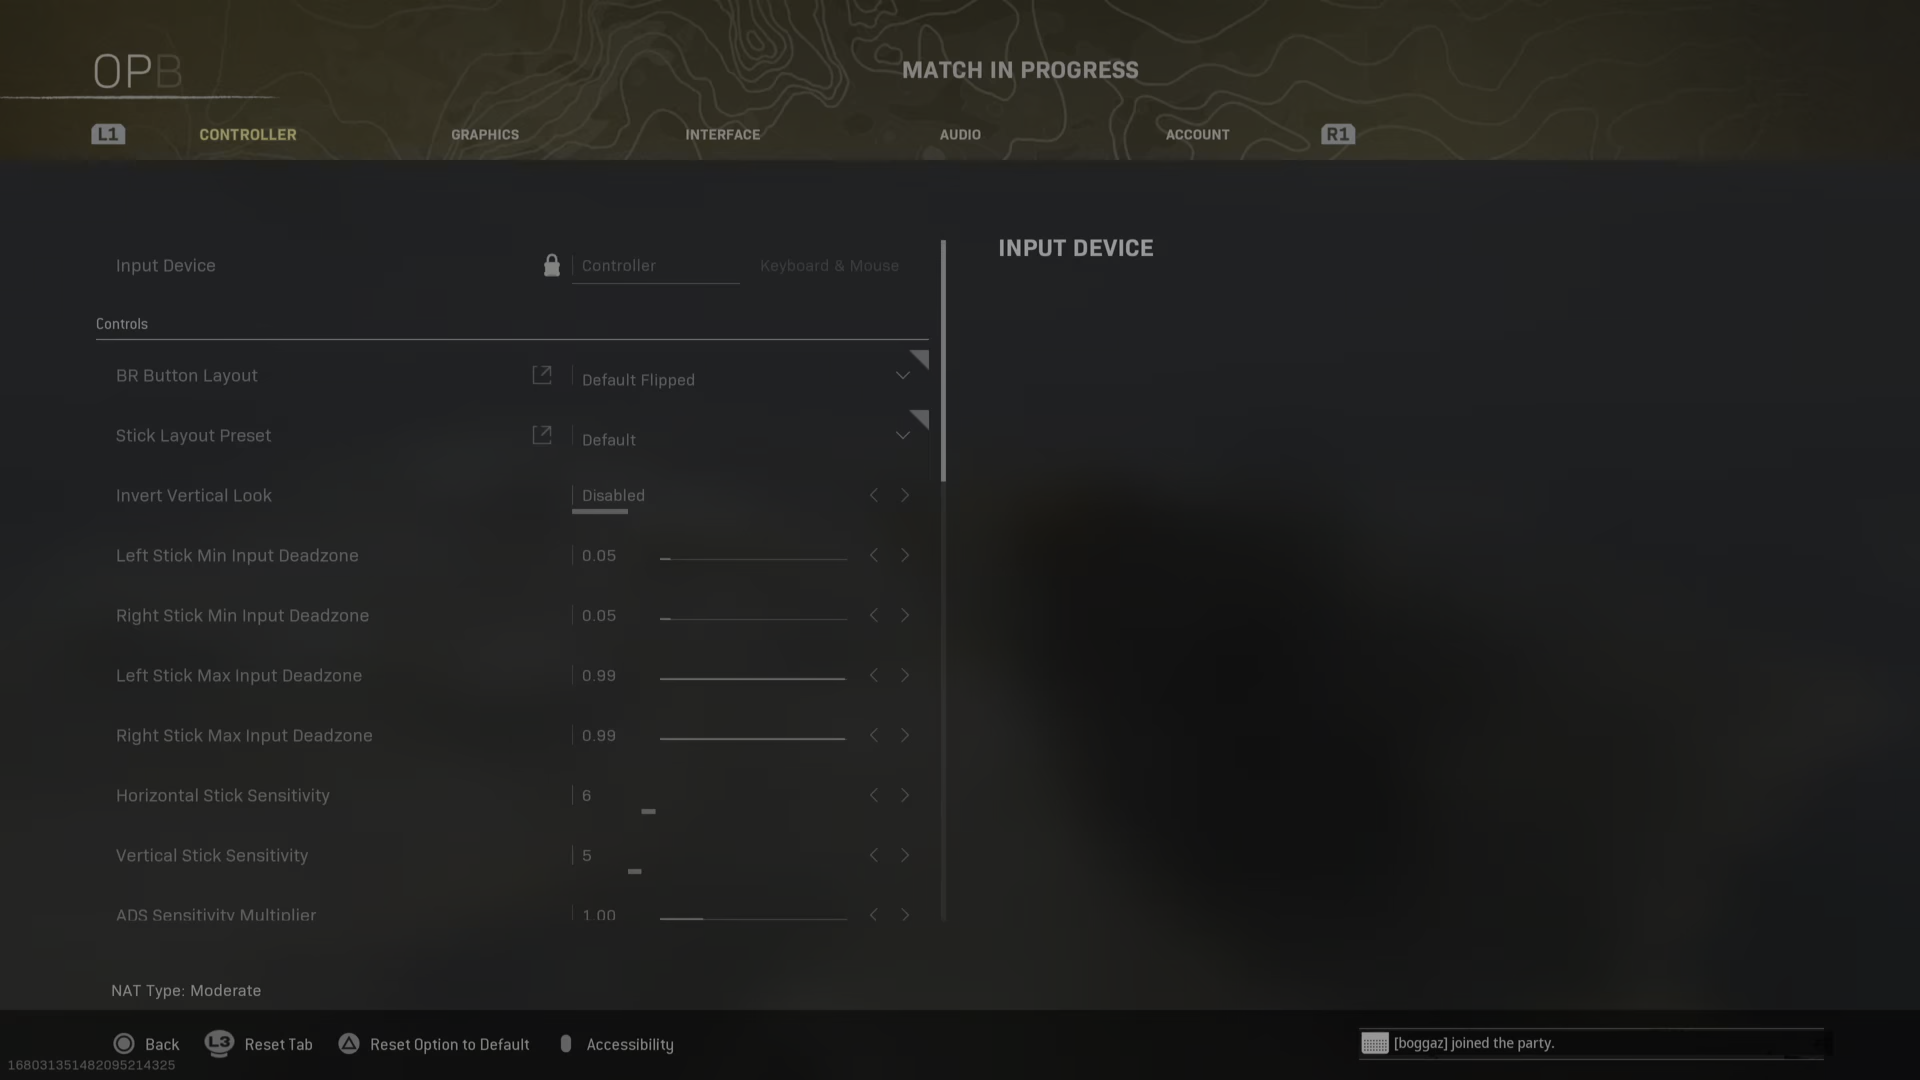 OPB
MATCH IN PROGRESS
L1 CONTROLLER GRAPHICS INTERFACE AUDIO ACCOUNT R1
Input Device Controller Keyboard & Mouse
INPUT DEVICE
Controls
BR Button Layout Default Flipped
Stick Layout Preset Default
Invert Vertical Look Disabled
Left Stick Min Input Deadzone 0.05
Right Stick Min Input Deadzone 0.05
Left Stick Max Input Deadzone 0.99
Right Stick Max Input Deadzone 0.99
Horizontal Stick Sensitivity 6
Vertical Stick Sensitivity 5
ADS Sensitivity Multiplier 1.00
NAT Type: Moderate
Back L3 Reset Tab Reset Option to Default Accessibility
[boggaz] joined the party.
168031351482095214325